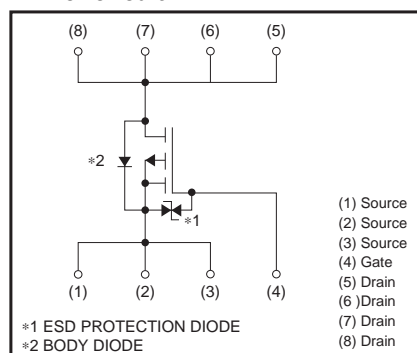 (8) (7) (6) (5)
∗2
∗1
(1) Source
(2) Source
(3) Source
(4) Gate
(5) Drain
(6 )Drain
(7) Drain
(8) Drain
(1) (2) (3) (4)
∗1 ESD PROTECTION DIODE
∗2 BODY DIODE